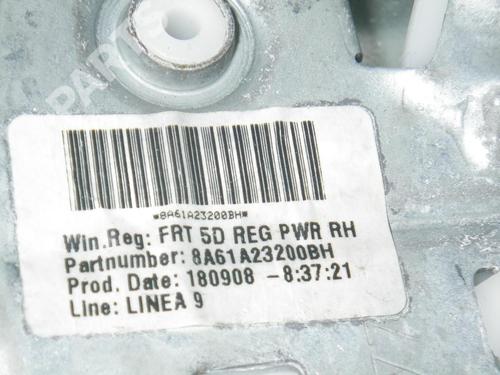 B PARTS
*8A61A23200BH*
Win.Reg: FRT 5D REG PWR RH
Partnumber: 8A61A23200BH
Prod. Date: 180908 - 8:37:21
Line: LINEA 9